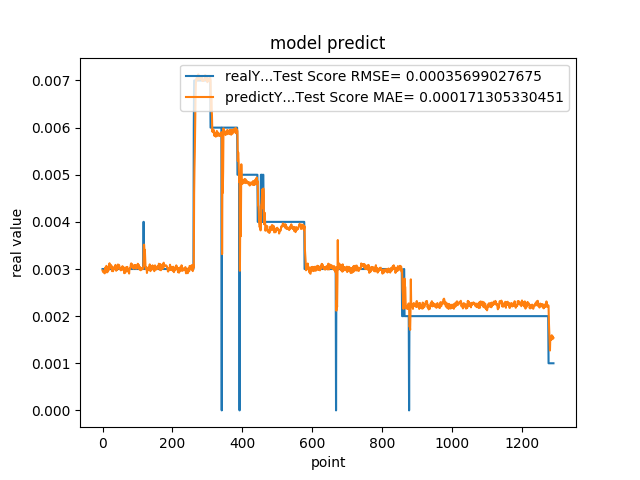 model predict
realY...Test Score RMSE= 0.00035699027675
predictY...Test Score MAE= 0.000171305330451
real value
0.007
0.006
0.005
0.004
0.003
0.002
0.001
0.000
0 200 400 600 800 1000 1200
point